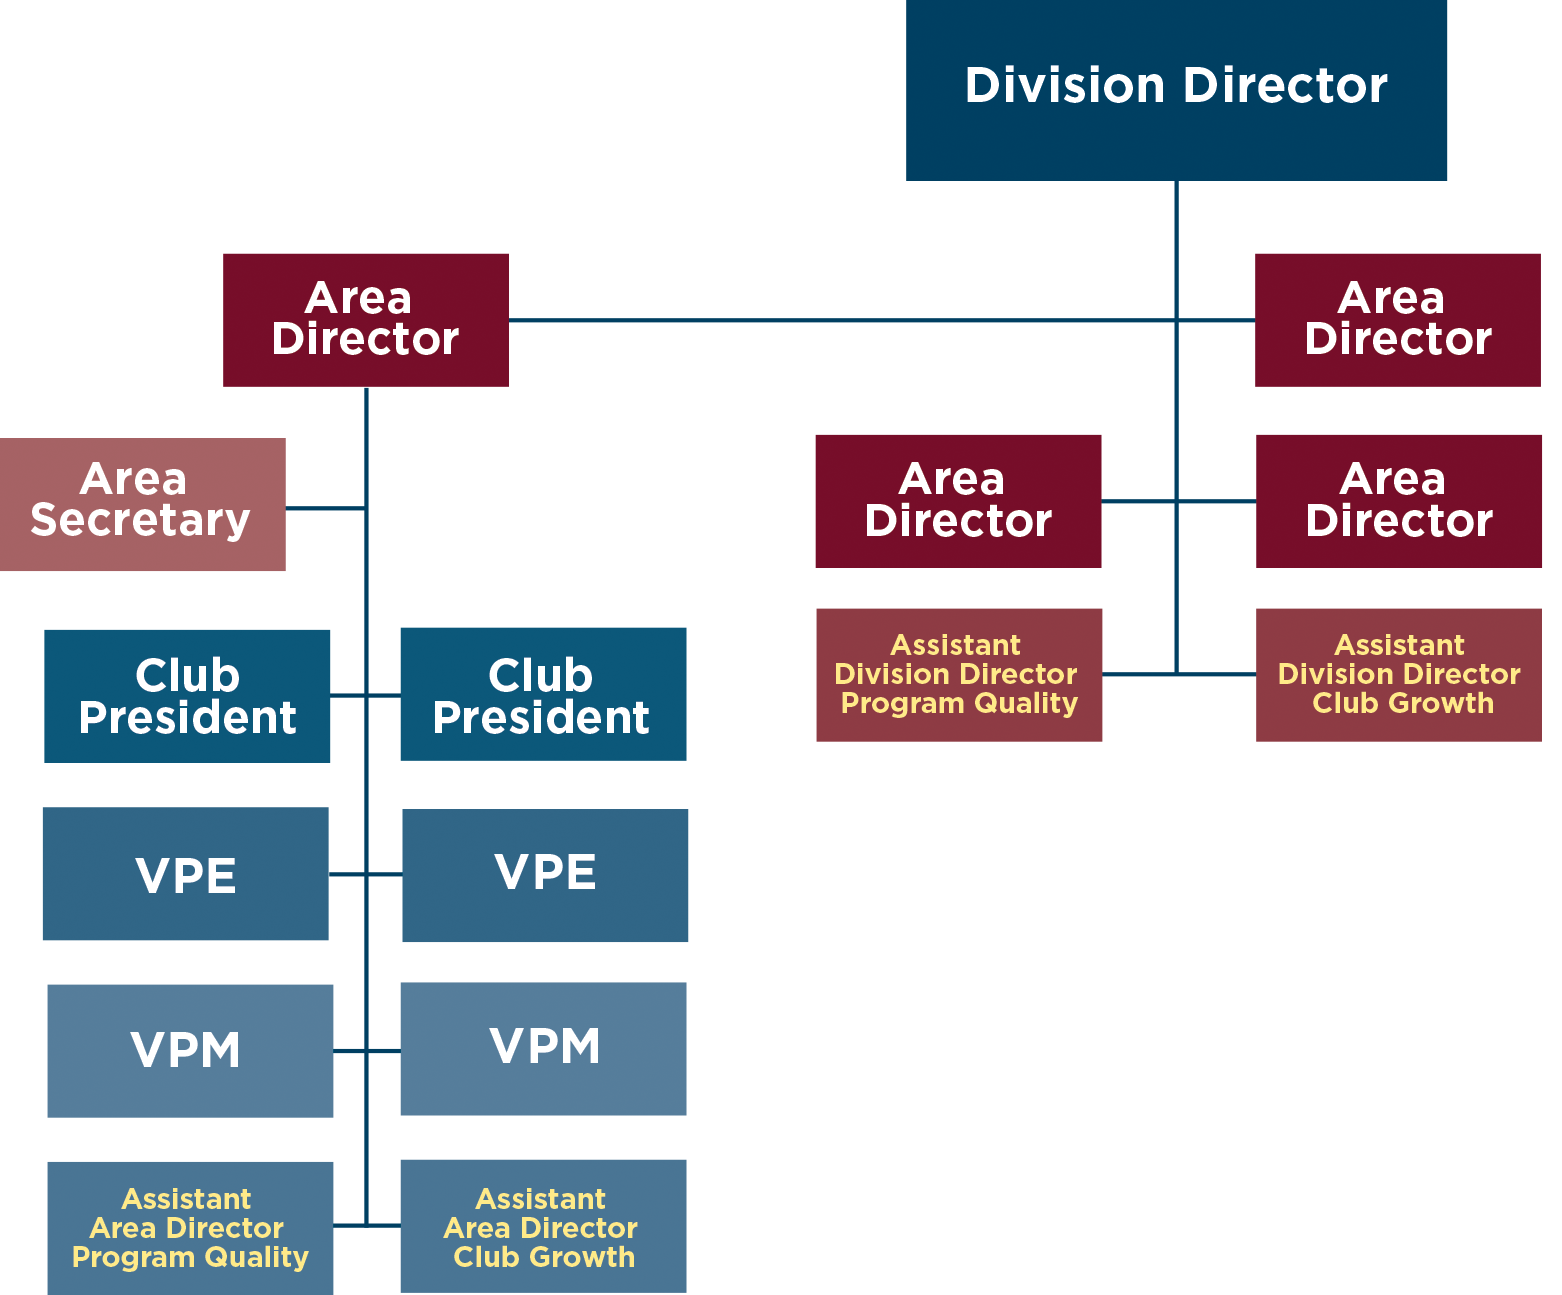 Division Director
Area
Director
Area
Director
Area
Secretary
Area
Director
Area
Director
Club
President
Club
President
Assistant
Division Director
Program Quality
Assistant
Division Director
Club Growth
VPE
VPE
VPM
VPM
Assistant
Area Director
Program Quality
Assistant
Area Director
Club Growth